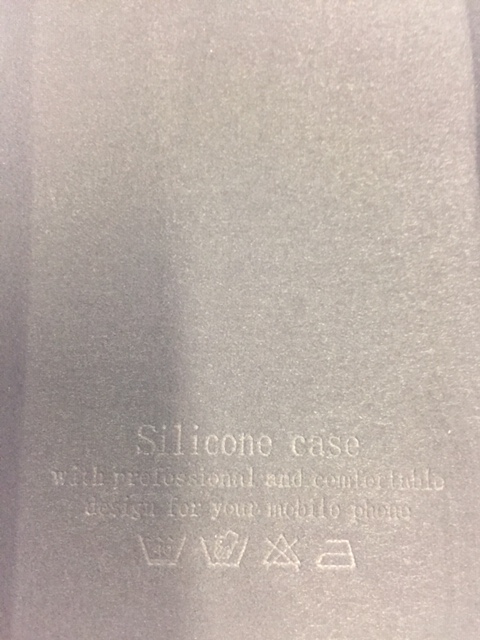 Silicone case
with professional and comfortable
design for your mobile phone